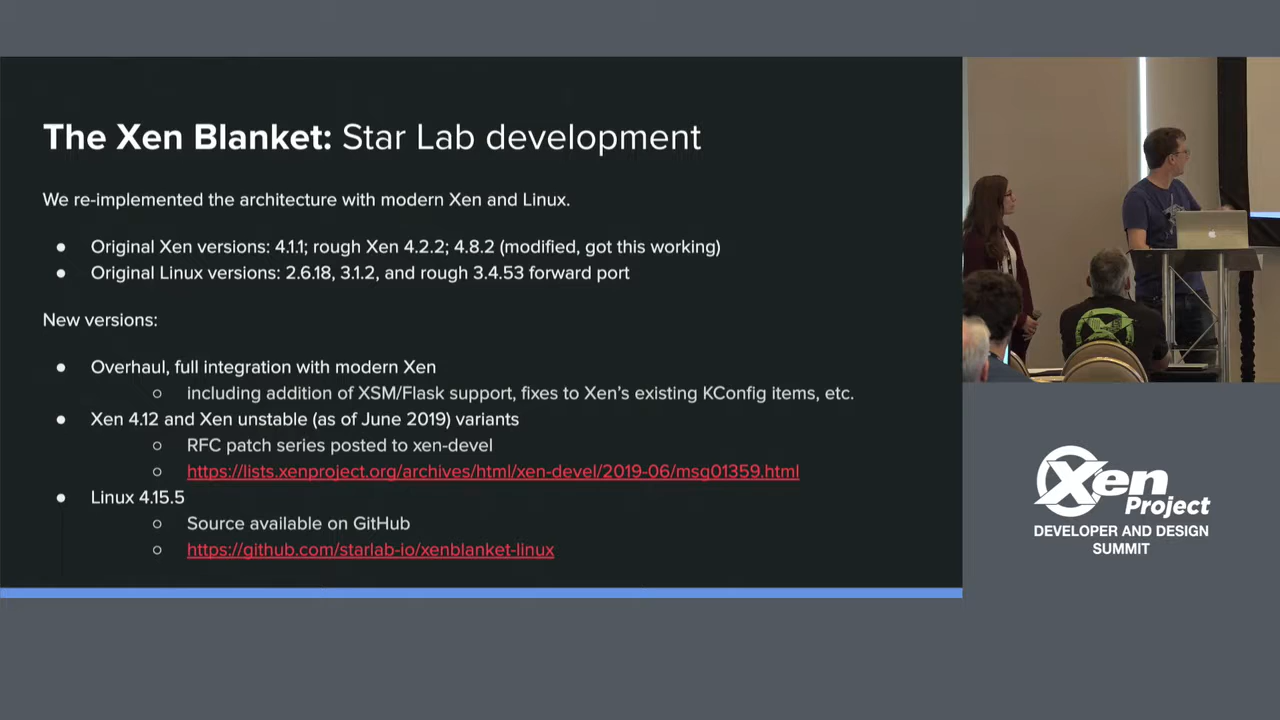 The Xen Blanket: Star Lab development
We re-implemented the architecture with modern Xen and Linux.
● Original Xen versions: 4.1.1; rough Xen 4.2.2; 4.8.2 (modified, got this working)
● Original Linux versions: 2.6.18, 3.1.2, and rough 3.4.53 forward port
New versions:
● Overhaul, full integration with modern Xen
○ including addition of XSM/Flask support, fixes to Xen's existing KConfig items, etc.
● Xen 4.12 and Xen unstable (as of June 2019) variants
○ RFC patch series posted to xen-devel
○ https://lists.xenproject.org/archives/html/xen-devel/2019-06/msg01359.html
● Linux 4.15.5
○ Source available on GitHub
○ https://github.com/starlab-io/xenblanket-linux
Xen
Project
DEVELOPER AND DESIGN
SUMMIT